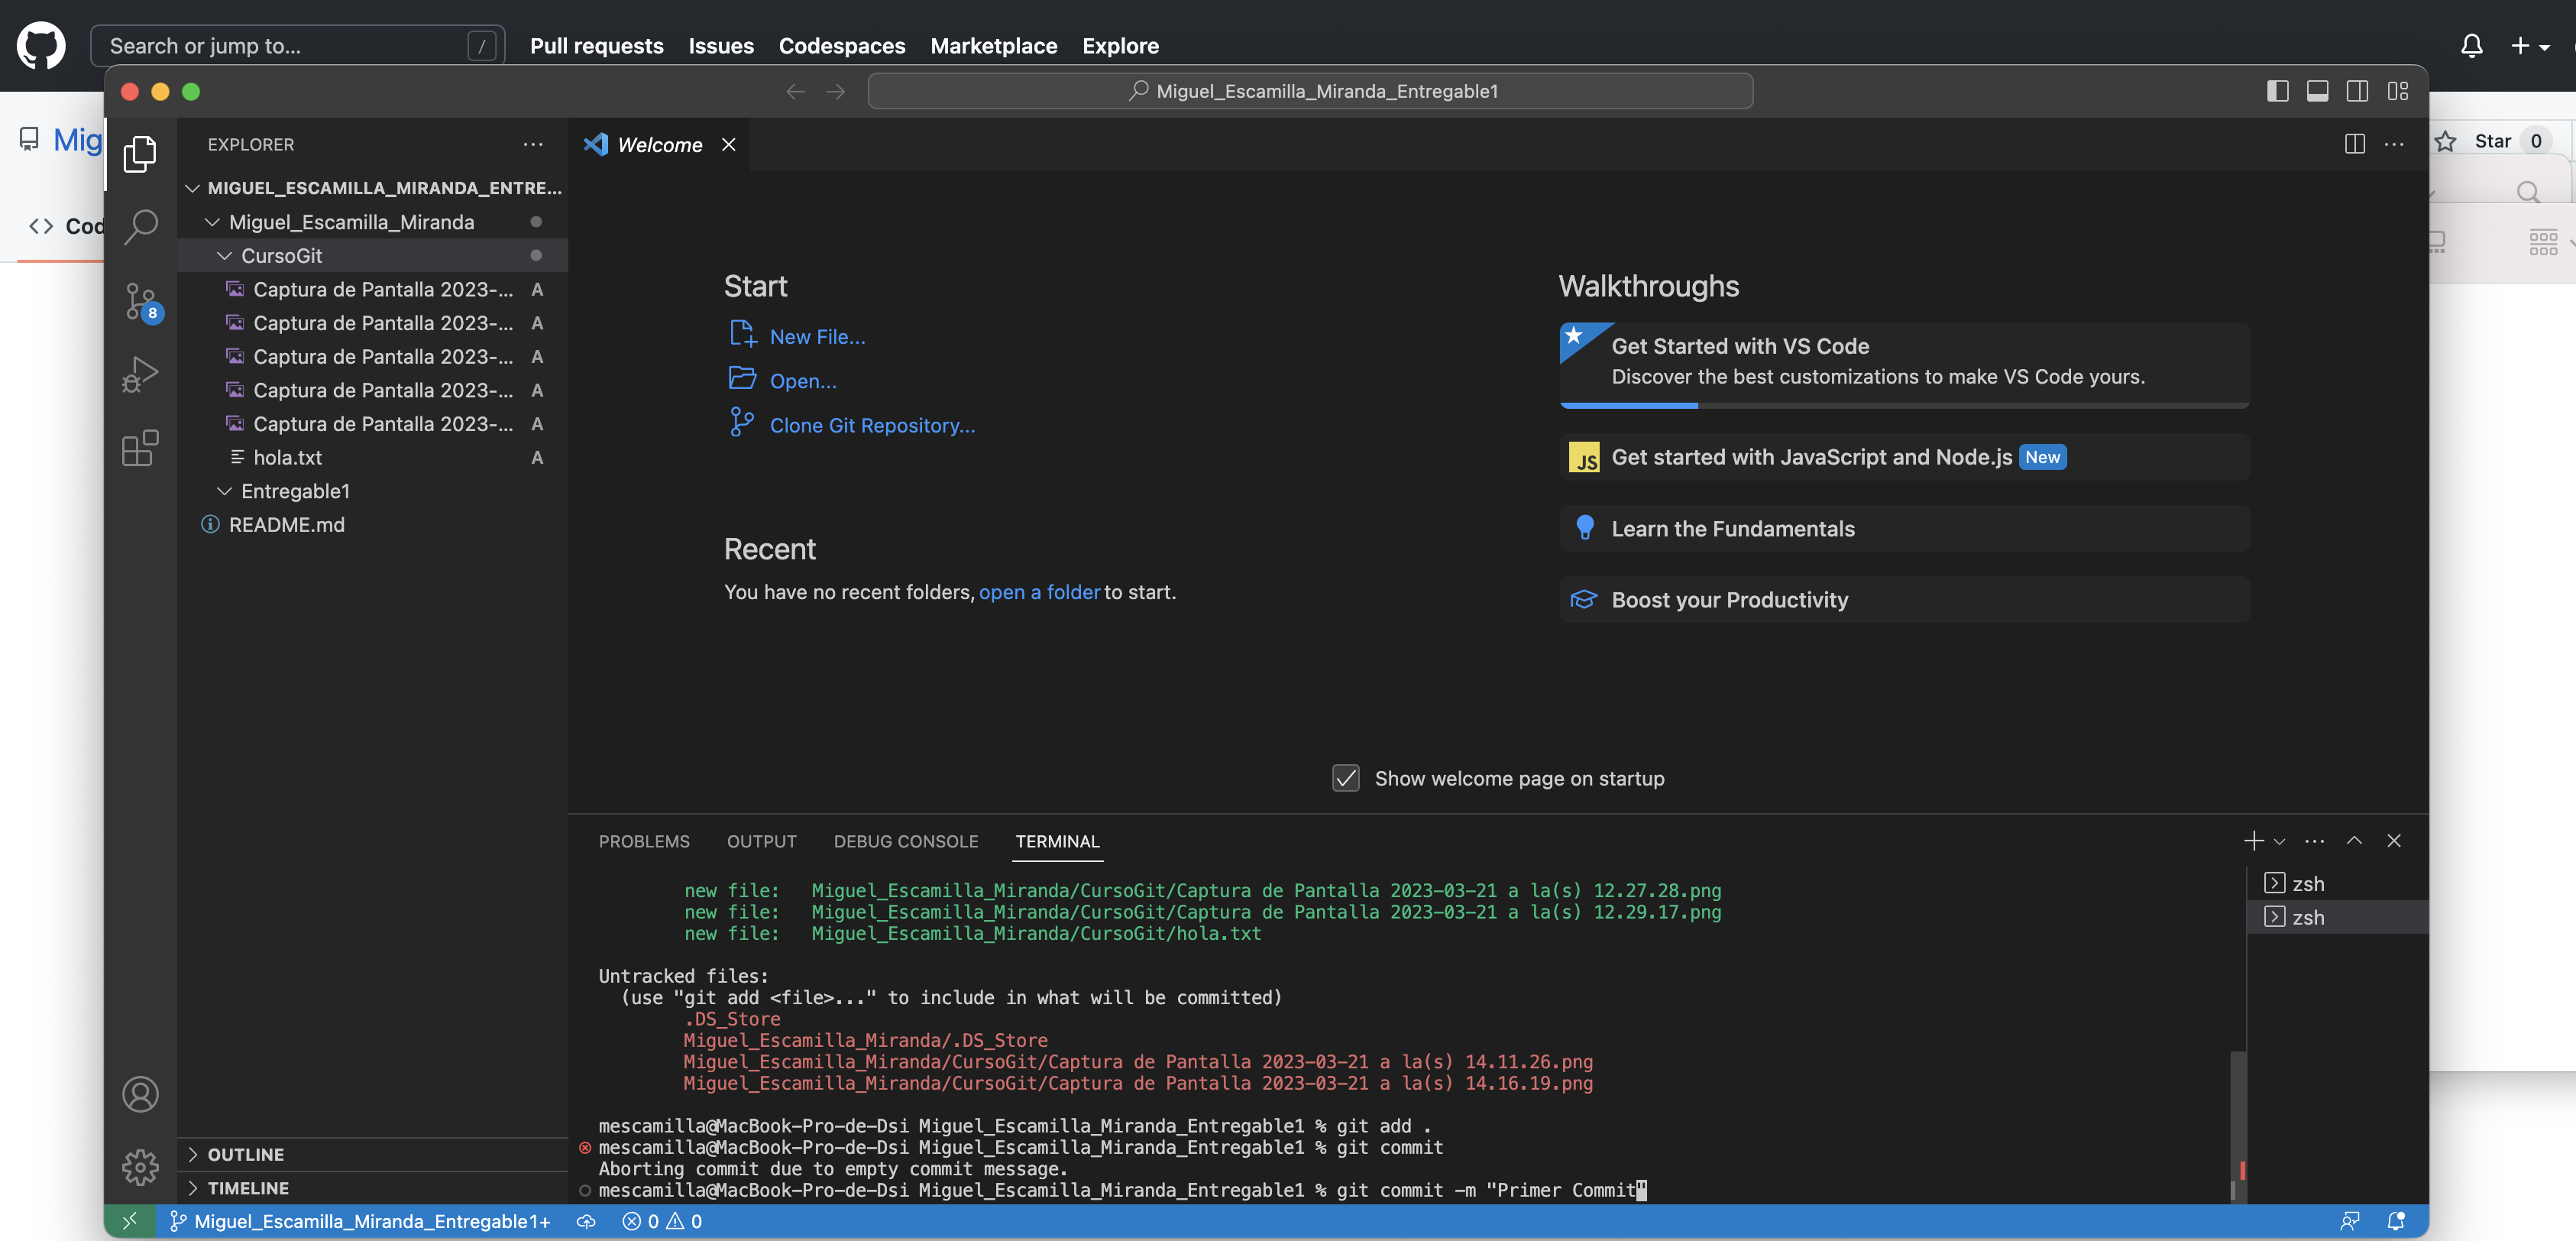 Search or jump to... /
Pull requests Issues Codespaces Marketplace Explore
Miguel_Escamilla_Miranda_Entregable1
Mig
Star 0
Cod
EXPLORER
MIGUEL_ESCAMILLA_MIRANDA_ENTRE...
Miguel_Escamilla_Miranda
CursoGit
Captura de Pantalla 2023-... A
Captura de Pantalla 2023-... A
Captura de Pantalla 2023-... A
Captura de Pantalla 2023-... A
Captura de Pantalla 2023-... A
hola.txt A
Entregable1
README.md
8
OUTLINE
TIMELINE
Welcome
Start
New File...
Open...
Clone Git Repository...
Recent
You have no recent folders, open a folder to start.
Walkthroughs
Get Started with VS Code
Discover the best customizations to make VS Code yours.
JS Get started with JavaScript and Node.js New
Learn the Fundamentals
Boost your Productivity
Show welcome page on startup
PROBLEMS OUTPUT DEBUG CONSOLE TERMINAL
new file: Miguel_Escamilla_Miranda/CursoGit/Captura de Pantalla 2023-03-21 a la(s) 12.27.28.png
new file: Miguel_Escamilla_Miranda/CursoGit/Captura de Pantalla 2023-03-21 a la(s) 12.29.17.png
new file: Miguel_Escamilla_Miranda/CursoGit/hola.txt
Untracked files:
(use "git add <file>..." to include in what will be committed)
.DS_Store
Miguel_Escamilla_Miranda/.DS_Store
Miguel_Escamilla_Miranda/CursoGit/Captura de Pantalla 2023-03-21 a la(s) 14.11.26.png
Miguel_Escamilla_Miranda/CursoGit/Captura de Pantalla 2023-03-21 a la(s) 14.16.19.png
mescamilla@MacBook-Pro-de-Dsi Miguel_Escamilla_Miranda_Entregable1 % git add .
mescamilla@MacBook-Pro-de-Dsi Miguel_Escamilla_Miranda_Entregable1 % git commit
Aborting commit due to empty commit message.
mescamilla@MacBook-Pro-de-Dsi Miguel_Escamilla_Miranda_Entregable1 % git commit -m "Primer Commit"
zsh
zsh
Miguel_Escamilla_Miranda_Entregable1+ 0 0